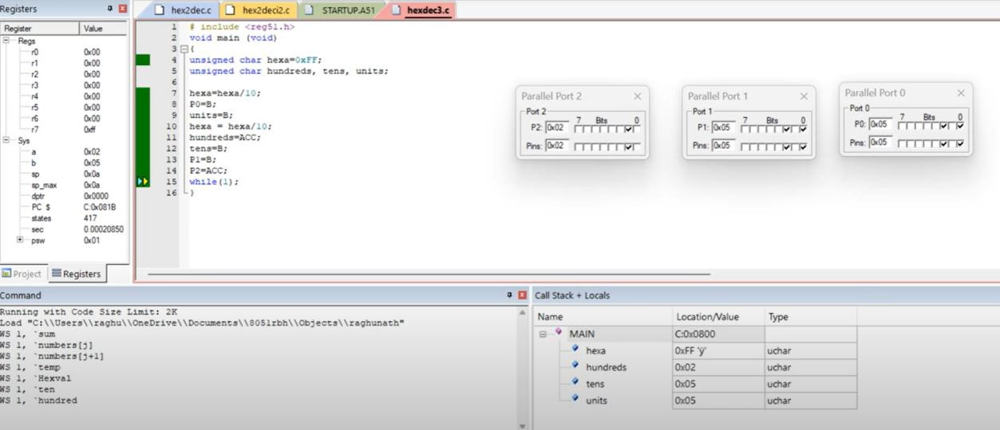 Registers
Register Value
Regs
r0 0x00
r1 0x00
r2 0x00
r3 0x00
r4 0x00
r5 0x00
r6 0x00
r7 0xff
Sys
a 0x02
b 0x05
sp 0x0a
sp_max 0x0a
dptr 0x0000
PC $ C:0x081B
states 417
sec 0.00020850
psw 0x01
Project Registers
hex2dec.c hex2deci2.c STARTUP.A51 hexdec3.c
1 # include <reg51.h>
2 void main (void)
3 {
4 unsigned char hexa=0xFF;
5 unsigned char hundreds, tens, units;
6
7 hexa=hexa/10;
8 P0=B;
9 units=B;
10 hexa = hexa/10;
11 hundreds=ACC;
12 tens=B;
13 P1=B;
14 P2=ACC;
15 while(1);
16 }
Parallel Port 2
Port 2
7 Bits 0
P2: 0x02
Pins: 0x02
Parallel Port 1
Port 1
7 Bits 0
P1: 0x05
Pins: 0x05
Parallel Port 0
Port 0
7 Bits 0
P0: 0x05
Pins: 0x05
Command
Running with Code Size Limit: 2K
Load "C:\\Users\\raghu\\OneDrive\\Documents\\8051rbh\\Objects\\raghunath"
WS 1, `sum
WS 1, `numbers[j]
WS 1, `numbers[j+1]
WS 1, `temp
WS 1, `Hexval
WS 1, `ten
WS 1, `hundred
Call Stack + Locals
Name Location/Value Type
MAIN C:0x0800
hexa 0xFF 'ÿ' uchar
hundreds 0x02 uchar
tens 0x05 uchar
units 0x05 uchar